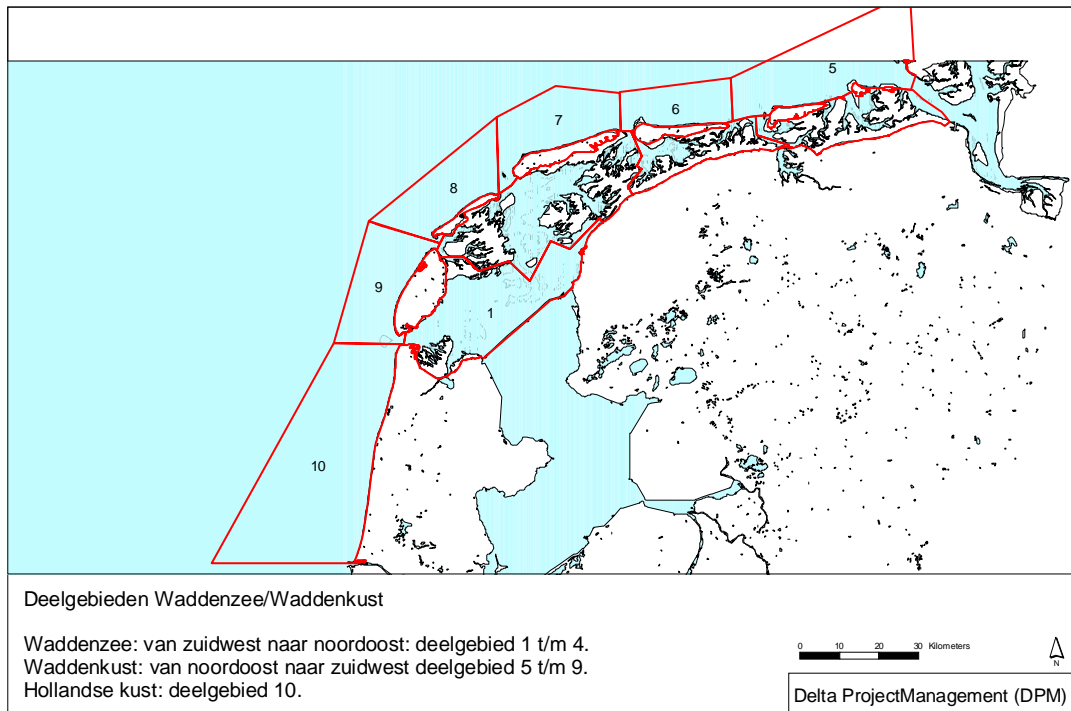 5
6
7
8
2
9
1
10
Deelgebieden Waddenzee/Waddenkust
Waddenzee: van zuidwest naar noordoost: deelgebied 1 t/m 4.
Waddenkust: van noordoost naar zuidwest deelgebied 5 t/m 9.
Hollandse kust: deelgebied 10.
0 10 20 30 Kilometers
N
Delta ProjectManagement (DPM)